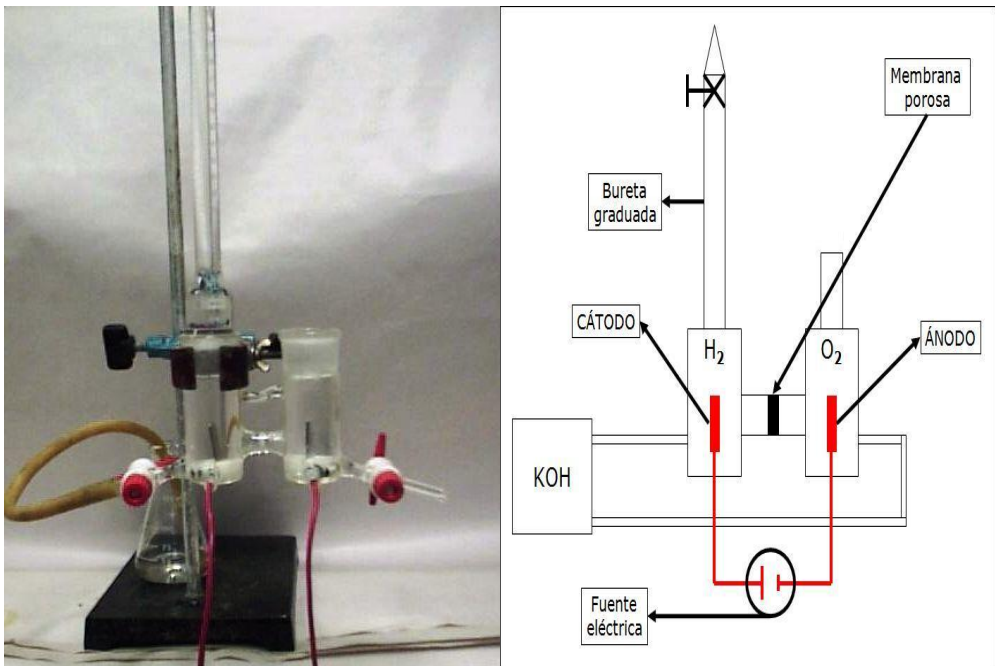 Membrana
porosa
Bureta
graduada
CÁTODO
H₂
O₂
ÁNODO
KOH
Fuente
eléctrica